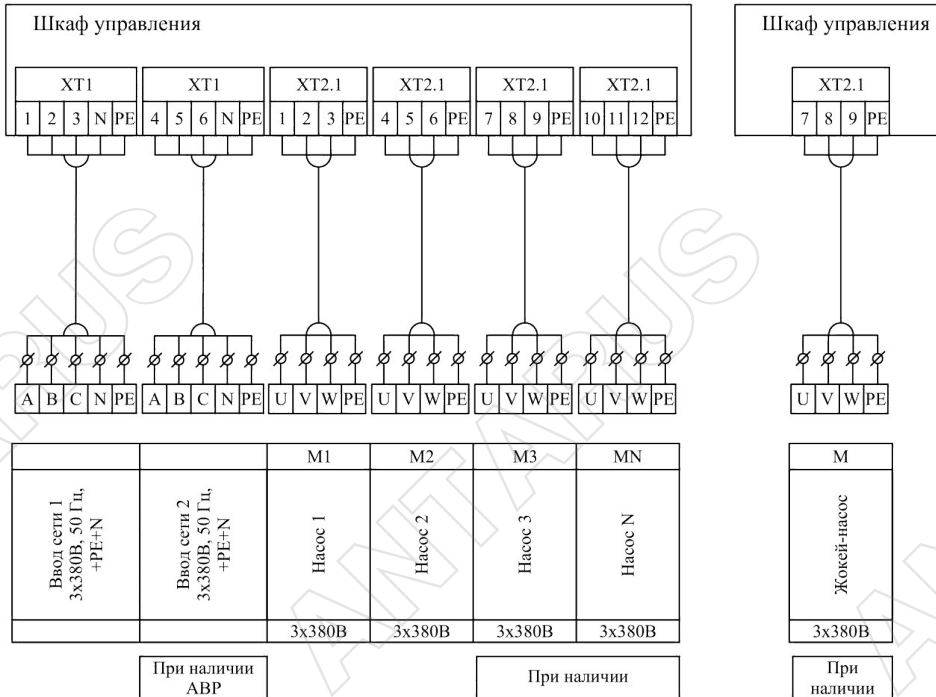 Шкаф управления
Шкаф управления
XT1 XT1 XT2.1 XT2.1 XT2.1 XT2.1 XT2.1
1 2 3 N PE 4 5 6 N PE 1 2 3 PE 4 5 6 PE 7 8 9 PE 10 11 12 PE 7 8 9 PE
A B C N PE A B C N PE U V W PE U V W PE U V W PE U V W PE U V W PE
M1 M2 M3 MN M
Ввод сети 1
3х380В, 50 Гц,
+PE+N
Ввод сети 2
3х380В, 50 Гц,
+PE+N
Насос 1
Насос 2
Насос 3
Насос N
Жокей-насос
3х380В 3х380В 3х380В 3х380В 3х380В
При наличии
АВР
При наличии
При
наличии
ANTARUS